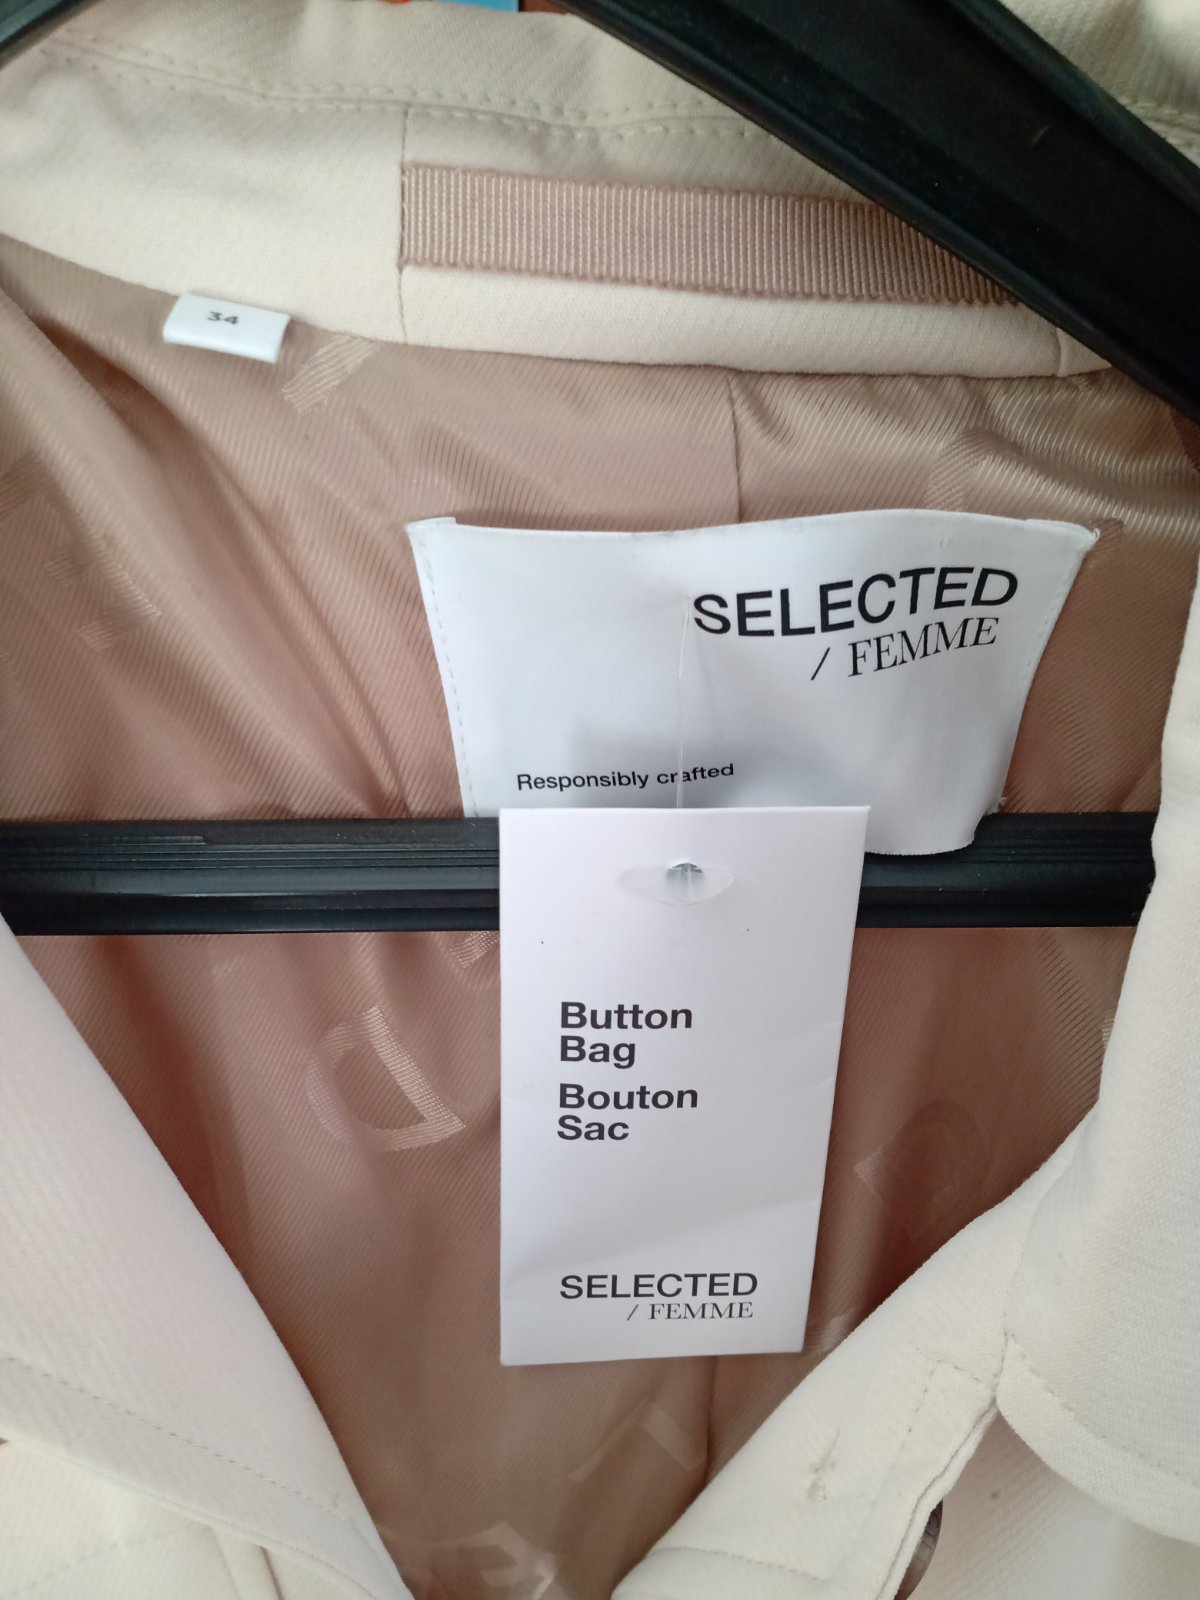 34
SELECTED
/ FEMME
Responsibly crafted
Button
Bag
Bouton
Sac
SELECTED
/ FEMME